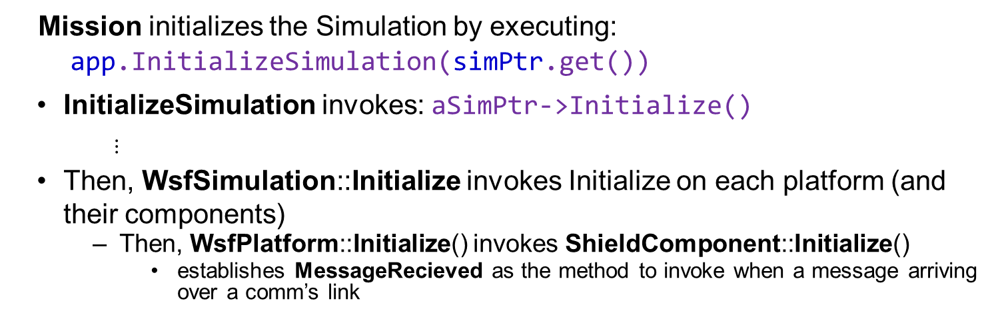 Mission initializes the Simulation by executing:
app.InitializeSimulation(simPtr.get())
• InitializeSimulation invokes: aSimPtr->Initialize()
⋮
• Then, WsfSimulation::Initialize invokes Initialize on each platform (and
their components)
– Then, WsfPlatform::Initialize() invokes ShieldComponent::Initialize()
• establishes MessageRecieved as the method to invoke when a message arriving
over a comm’s link